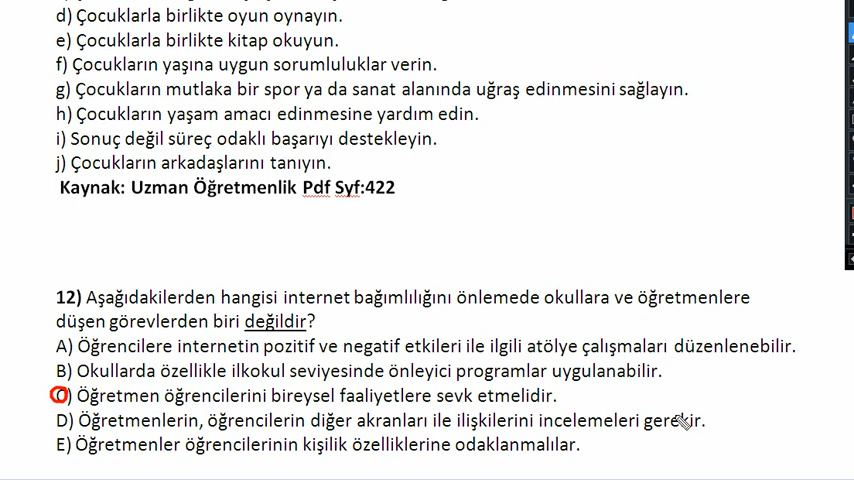 d) Çocuklarla birlikte oyun oynayın.
e) Çocuklarla birlikte kitap okuyun.
f) Çocukların yaşına uygun sorumluluklar verin.
g) Çocukların mutlaka bir spor ya da sanat alanında uğraş edinmesini sağlayın.
h) Çocukların yaşam amacı edinmesine yardım edin.
i) Sonuç değil süreç odaklı başarıyı destekleyin.
j) Çocukların arkadaşlarını tanıyın.
Kaynak: Uzman Öğretmenlik Pdf Syf:422
12) Aşağıdakilerden hangisi internet bağımlılığını önlemede okullara ve öğretmenlere
düşen görevlerden biri değildir?
A) Öğrencilere internetin pozitif ve negatif etkileri ile ilgili atölye çalışmaları düzenlenebilir.
B) Okullarda özellikle ilkokul seviyesinde önleyici programlar uygulanabilir.
C) Öğretmen öğrencilerini bireysel faaliyetlere sevk etmelidir.
D) Öğretmenlerin, öğrencilerin diğer akranları ile ilişkilerini incelemeleri gerekir.
E) Öğretmenler öğrencilerinin kişilik özelliklerine odaklanmalılar.